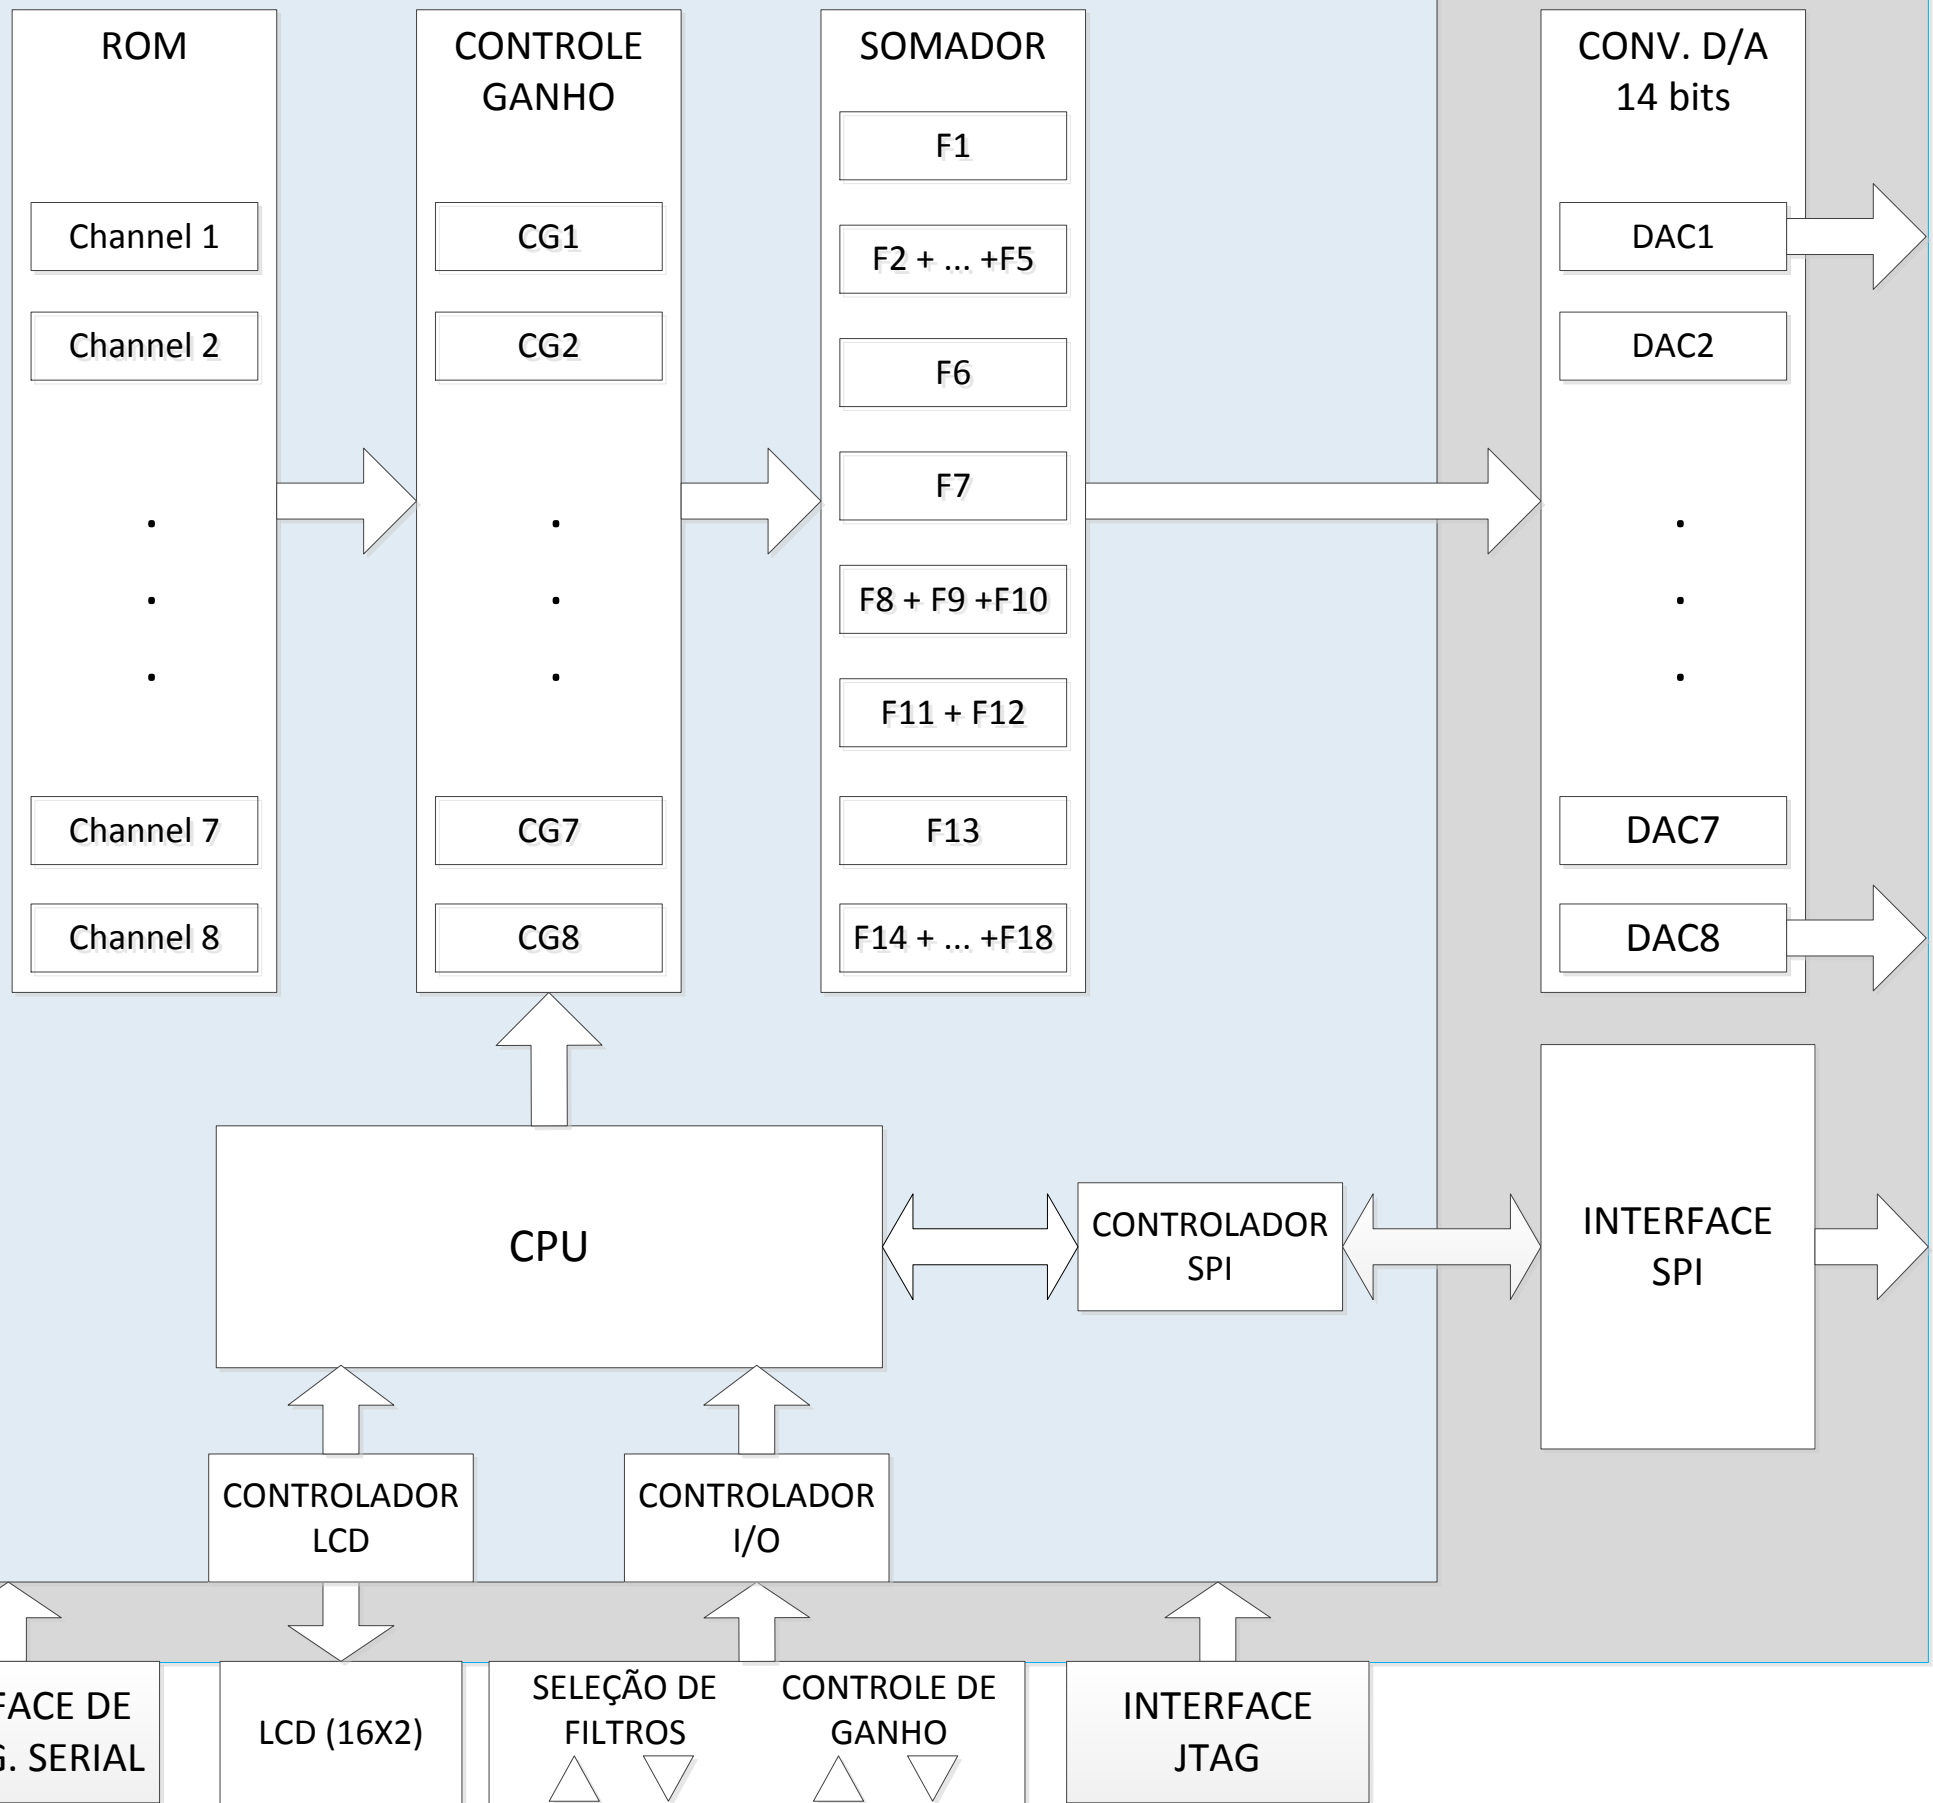 ROM
Channel 1
Channel 2
.
.
.
Channel 7
Channel 8
CONTROLE
GANHO
CG1
CG2
.
.
.
CG7
CG8
SOMADOR
F1
F2 + ... +F5
F6
F7
F8 + F9 +F10
F11 + F12
F13
F14 + ... +F18
CONV. D/A
14 bits
DAC1
DAC2
.
.
.
DAC7
DAC8
CPU
CONTROLADOR
SPI
INTERFACE
SPI
CONTROLADOR
LCD
CONTROLADOR
I/O
FACE DE
G. SERIAL
LCD (16X2)
SELEÇÃO DE
FILTROS
CONTROLE DE
GANHO
INTERFACE
JTAG